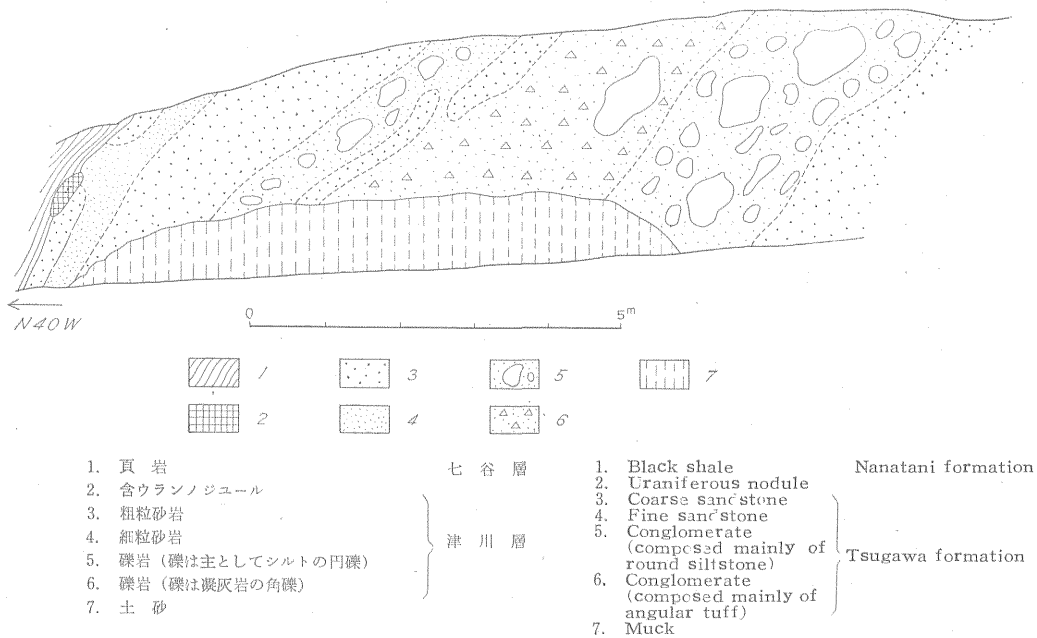 N40W
0 5m
1 3 5 7
2 4 6
1. 頁岩 七谷層
2. 含ウランノジュール
3. 粗粒砂岩
4. 細粒砂岩
津川層
5. 礫岩(礫は主としてシルトの円礫)
6. 礫岩(礫は凝灰岩の角礫)
7. 土砂
1. Black shale Nanatani formation
2. Uraniferous nodule
3. Coarse sandstone
4. Fine sandstone
5. Conglomerate
(composed mainly of
round siltstone)
Tsugawa formation
6. Conglomerate
(composed mainly of
angular tuff)
7. Muck